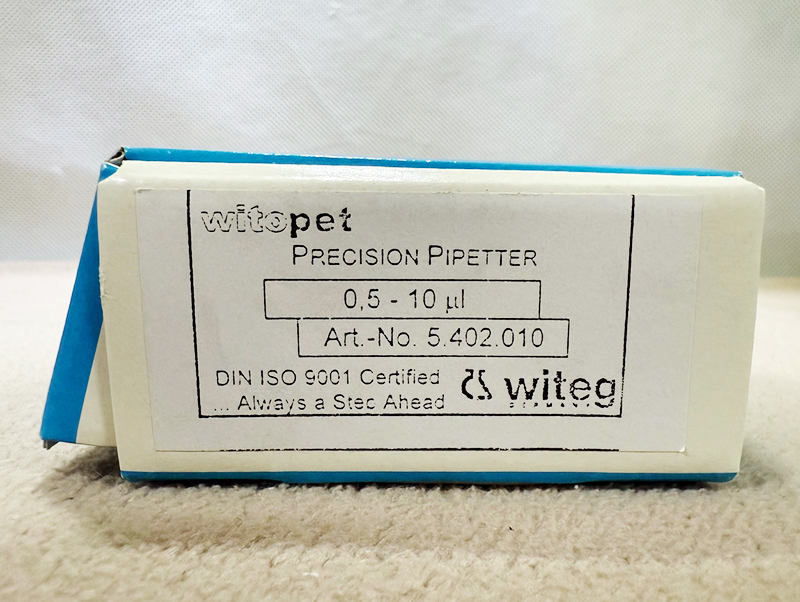 witopet
PRECISION PIPETTER
0,5 - 10 µl
Art.-No. 5.402.010
DIN ISO 9001 Certified
... Always a Step Ahead
witeg